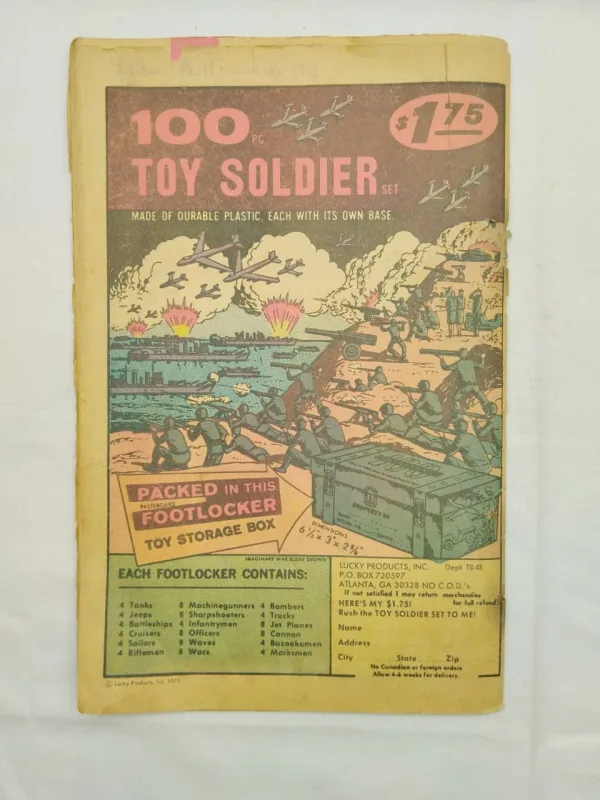 100 PC
$1.75
TOY SOLDIER SET
MADE OF DURABLE PLASTIC, EACH WITH ITS OWN BASE.
PACKED IN THIS
PASTEBOARD
FOOTLOCKER
TOY STORAGE BOX
DIMENSIONS
6 1/2" x 3" x 2 3/8"
PROPERTY OF
IMAGINARY WAR SCENE SHOWN
EACH FOOTLOCKER CONTAINS:
4 Tanks
4 Jeeps
4 Battleships
4 Cruisers
4 Sailors
4 Riflemen
8 Machinegunners
8 Sharpshooters
4 Infantrymen
8 Officers
8 Waves
8 Wacs
4 Bombers
4 Trucks
8 Jet Planes
8 Cannon
4 Bazookamen
4 Marksmen
LUCKY PRODUCTS, INC. Dept
P.O. BOX 720597
ATLANTA, GA 30328 NO C.O.D.'s
If not satisfied I may return merchandise
for full refund
HERE'S MY $1.75!
Rush the TOY SOLDIER SET TO ME!
Name
Address
City State Zip
No Canadian or foreign orders
Allow 4-6 weeks for delivery.
© Lucky Products, Inc.